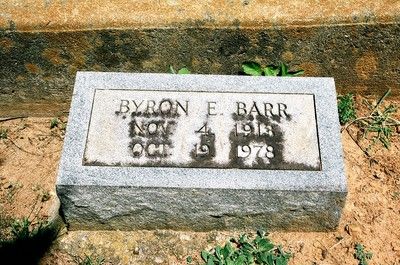 BYRON E. BARR
NOV. 4, 1913
OCT. 19, 1978